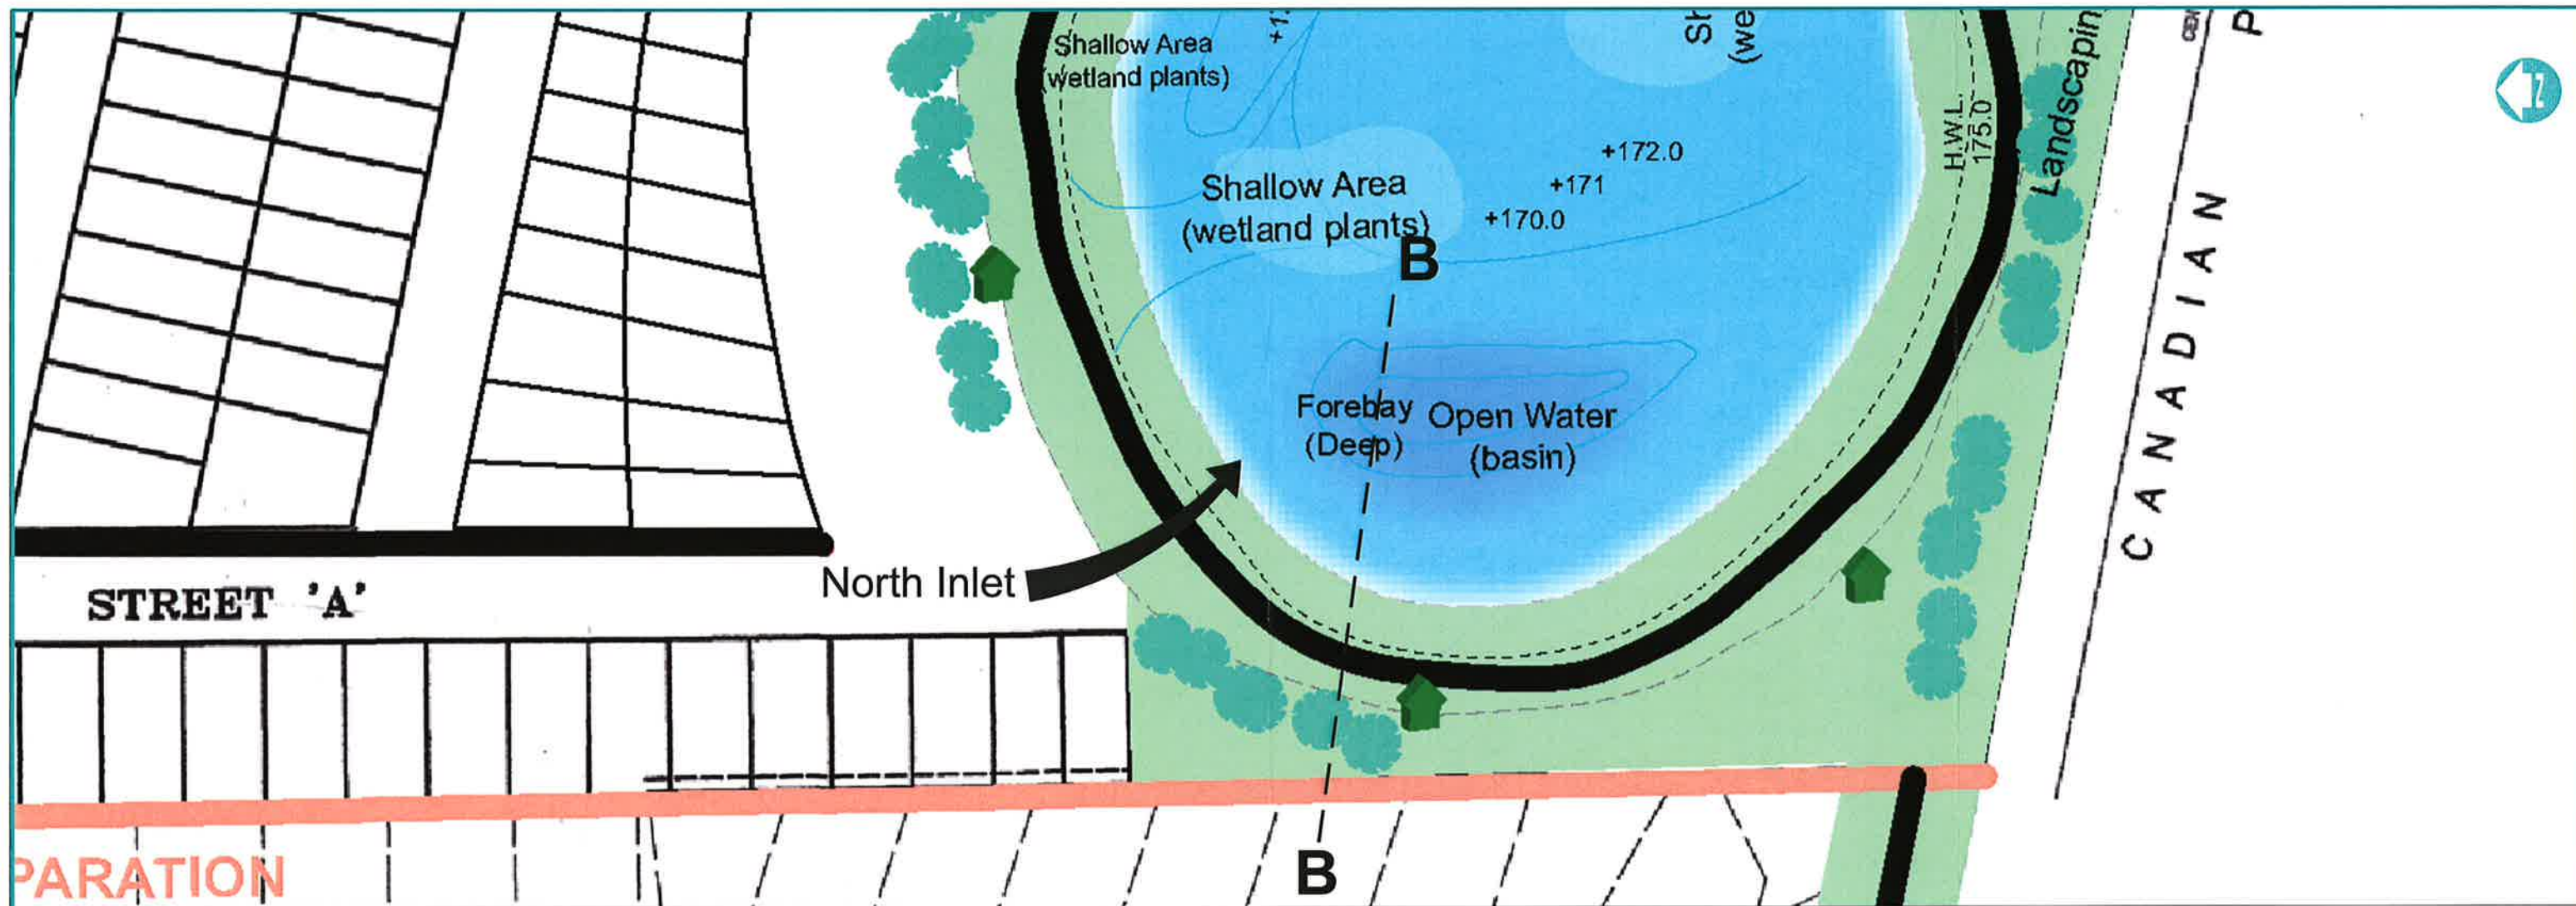 Shallow Area
(wetland plants)
Landscapin
H.W.L.
175.0
+172.0
+171
+170.0
Shallow Area
(wetland plants)
B
CANADIAN P
Forebay
(Deep)
Open Water
(basin)
North Inlet
STREET 'A'
PARATION
B
N